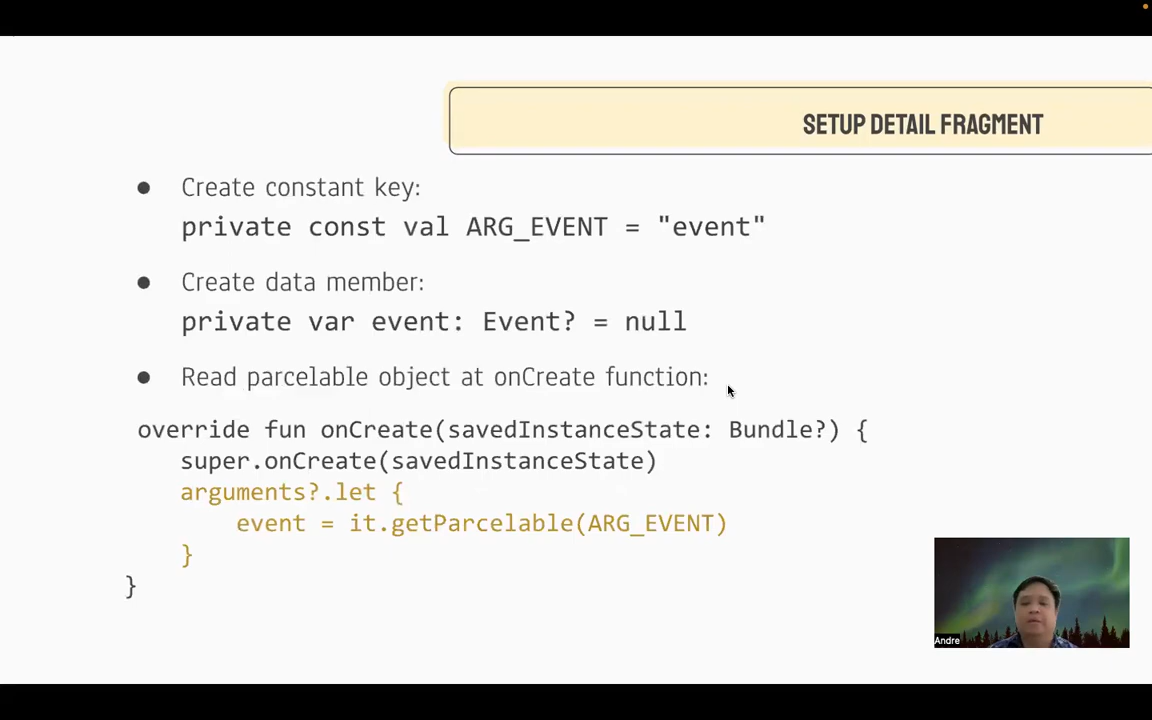 SETUP DETAIL FRAGMENT
● Create constant key:
private const val ARG_EVENT = "event"
● Create data member:
private var event: Event? = null
● Read parcelable object at onCreate function:
override fun onCreate(savedInstanceState: Bundle?) {
super.onCreate(savedInstanceState)
arguments?.let {
event = it.getParcelable(ARG_EVENT)
}
}
Andre